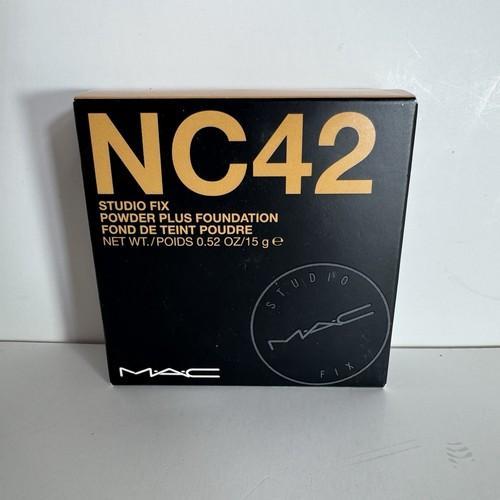 NC42
STUDIO FIX
POWDER PLUS FOUNDATION
FOND DE TEINT POUDRE
NET WT./POIDS 0.52 OZ/15 g ℮
STUDIO
M·A·C
FIX
M·A·C